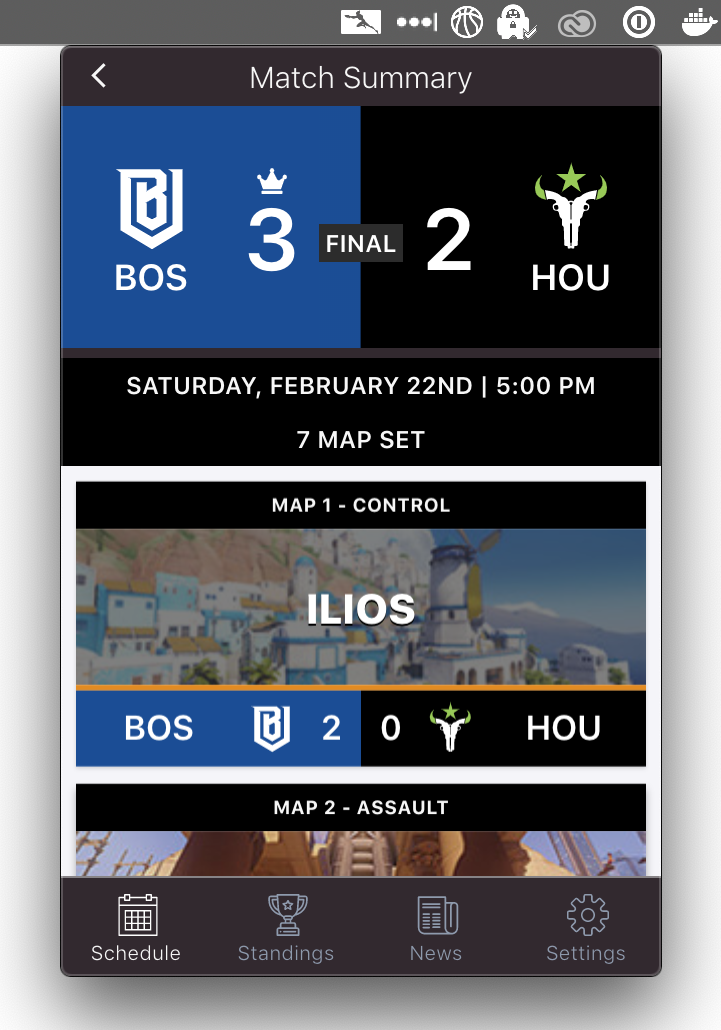 Match Summary
BOS
3
FINAL
2
HOU
SATURDAY, FEBRUARY 22ND | 5:00 PM
7 MAP SET
MAP 1 - CONTROL
ILIOS
BOS 2 0 HOU
MAP 2 - ASSAULT
Schedule Standings News Settings